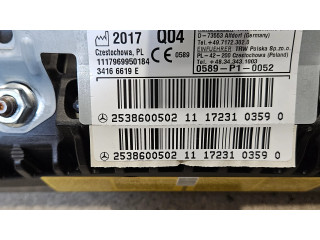 2017 Q04
Czestochowa, PL
1117969950184
3416 6619 E
0589
D-73553 Alfdorf (Germany)
Tel. +49.7172.302.0
EINFUEHRER TRW Polska Sp.zo.o.
PL-42-200 Czestochowa (Poland)
Tel. +48.34.343.1003
0589-P1-0052
2538600502 11 17231 0359 0
2538600502 11 17231 0359 0